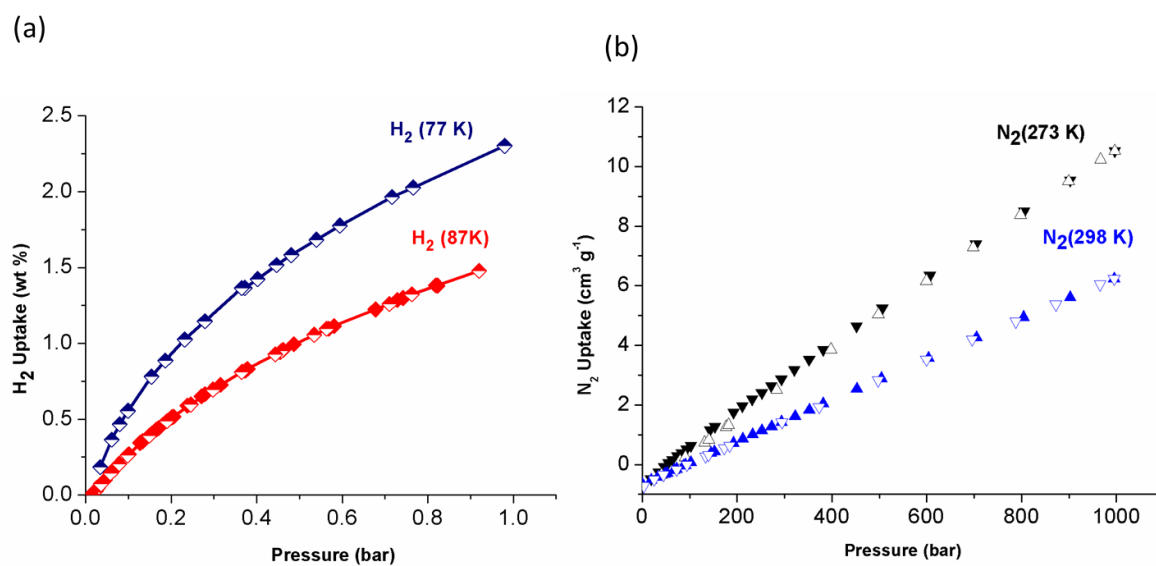 (a)
(b)
2.5
2.0
1.5
1.0
0.5
0.0
H2 Uptake (wt %)
H2 (77 K)
H2 (87K)
0.0 0.2 0.4 0.6 0.8 1.0
Pressure (bar)
12
10
8
6
4
2
0
N2 Uptake (cm³ g⁻¹)
N2(273 K)
N2(298 K)
0 200 400 600 800 1000
Pressure (bar)